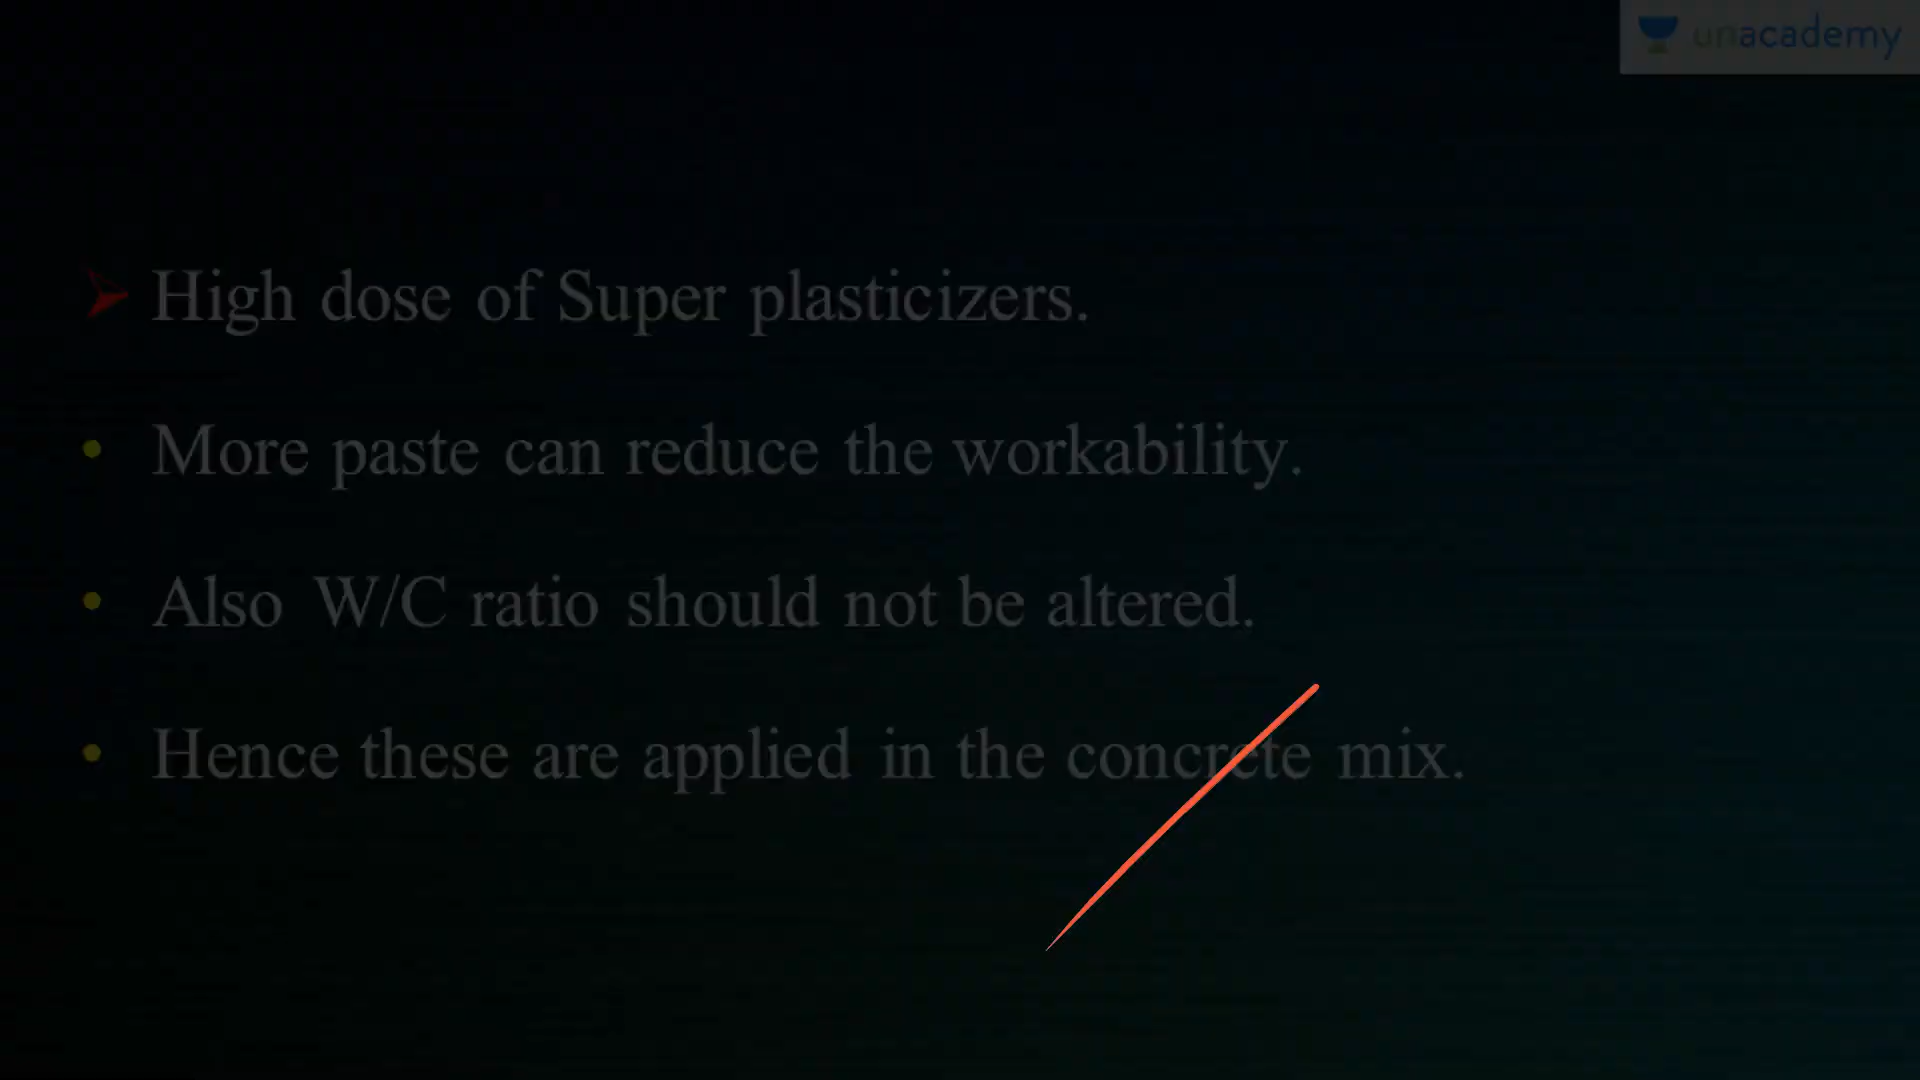 unacademy
High dose of Super plasticizers.
More paste can reduce the workability.
Also W/C ratio should not be altered.
Hence these are applied in the concrete mix.